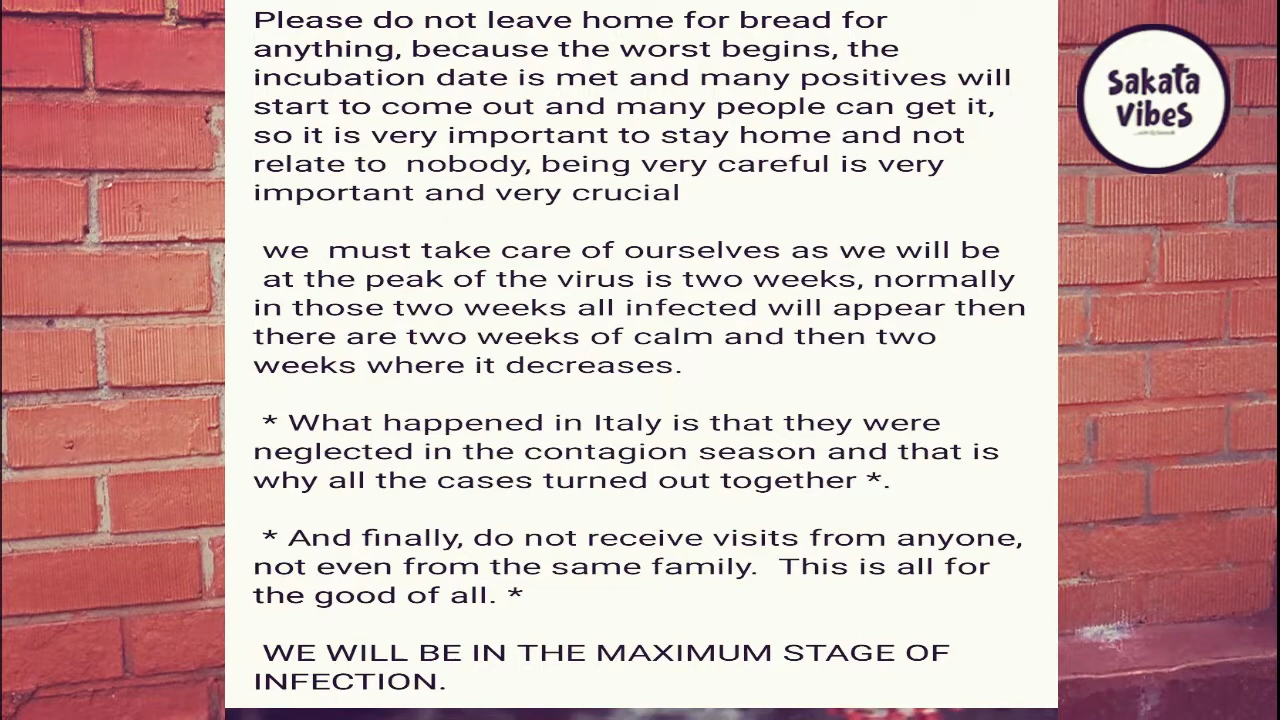 Please do not leave home for bread for
anything, because the worst begins, the
incubation date is met and many positives will
start to come out and many people can get it,
so it is very important to stay home and not
relate to  nobody, being very careful is very
important and very crucial
we  must take care of ourselves as we will be
at the peak of the virus is two weeks, normally
in those two weeks all infected will appear then
there are two weeks of calm and then two
weeks where it decreases.
* What happened in Italy is that they were
neglected in the contagion season and that is
why all the cases turned out together *.
* And finally, do not receive visits from anyone,
not even from the same family.  This is all for
the good of all. *
WE WILL BE IN THE MAXIMUM STAGE OF
INFECTION.
Sakata
Vibes